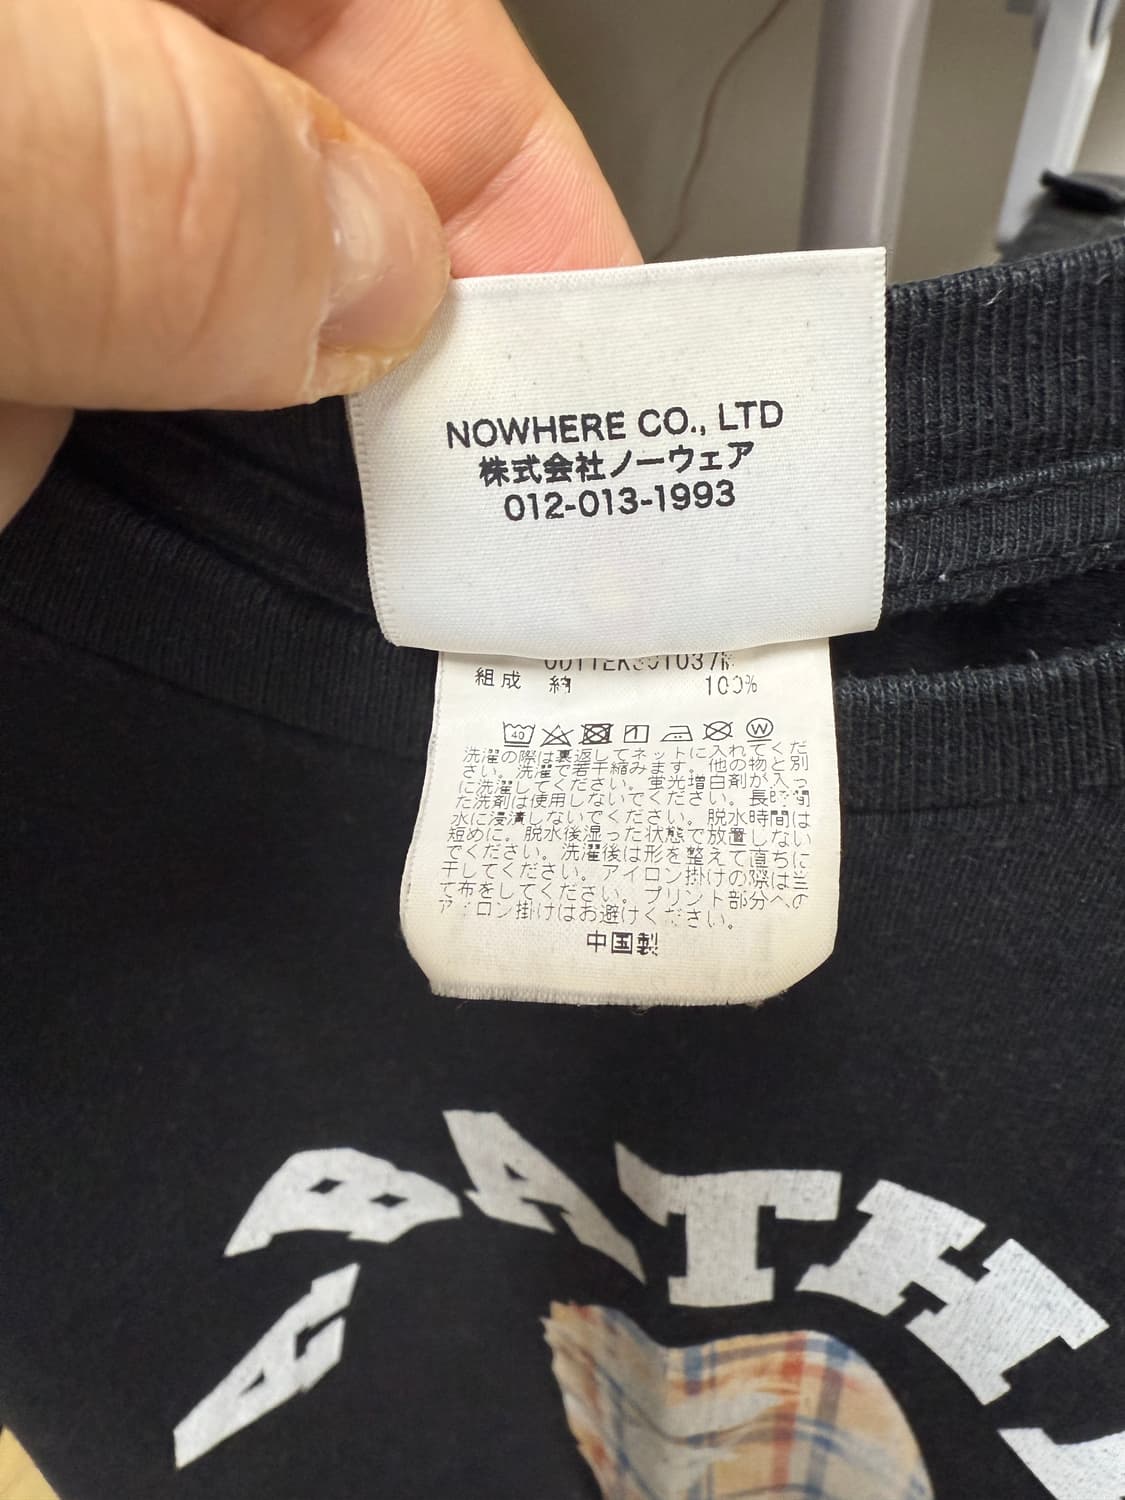 NOWHERE CO., LTD
株式会社ノーウェア
012-013-1993
組成 綿 100%
40
洗濯の際は裏返してネットに入れてくだ
さい。洗濯で若干縮みます。他の物と別
に洗濯してください。蛍光増白剤が入っ
た洗剤は使用しないでください。長時間
水に浸漬しないでください。脱水時間は
短めに。脱水後湿った状態で放置しない
でください。洗濯後は形を整えて直ちに
干してください。アイロン掛けの際は当
て布をしてください。プリント部分への
アイロン掛けはお避けください。
中国製
A BATHI